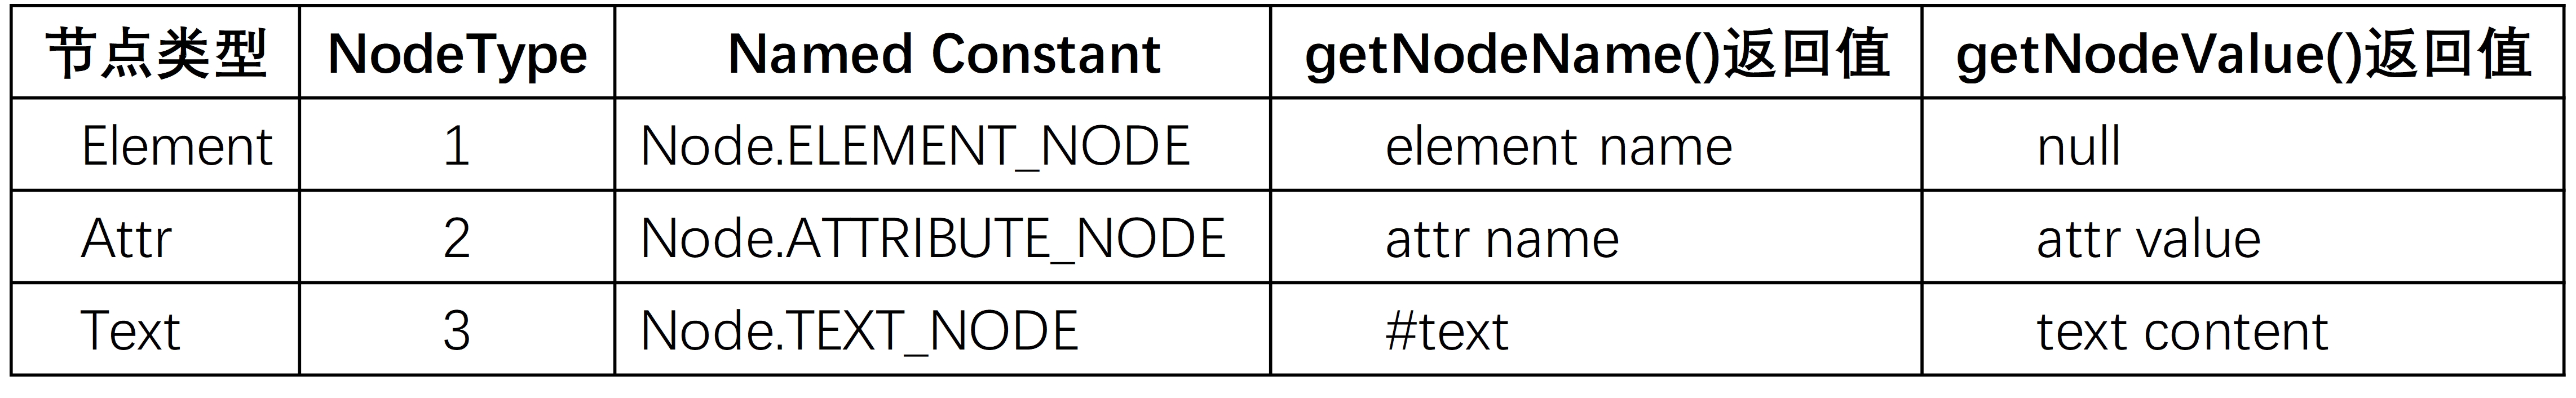 节点类型 NodeType Named Constant getNodeName()返回值 getNodeValue()返回值
Element 1 Node.ELEMENT_NODE element name null
Attr 2 Node.ATTRIBUTE_NODE attr name attr value
Text 3 Node.TEXT_NODE #text text content